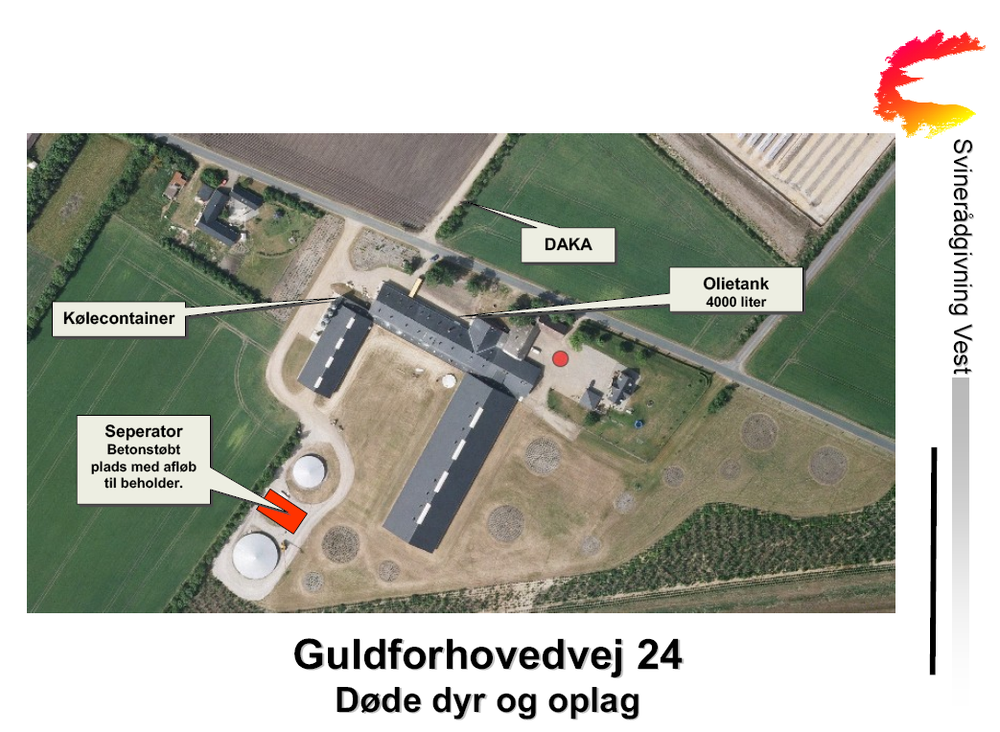 Svinerådgivning Vest
DAKA
Olietank
4000 liter
Kølecontainer
Seperator
Betonstøbt
plads med afløb
til beholder.
Guldforhovedvej 24
Døde dyr og oplag